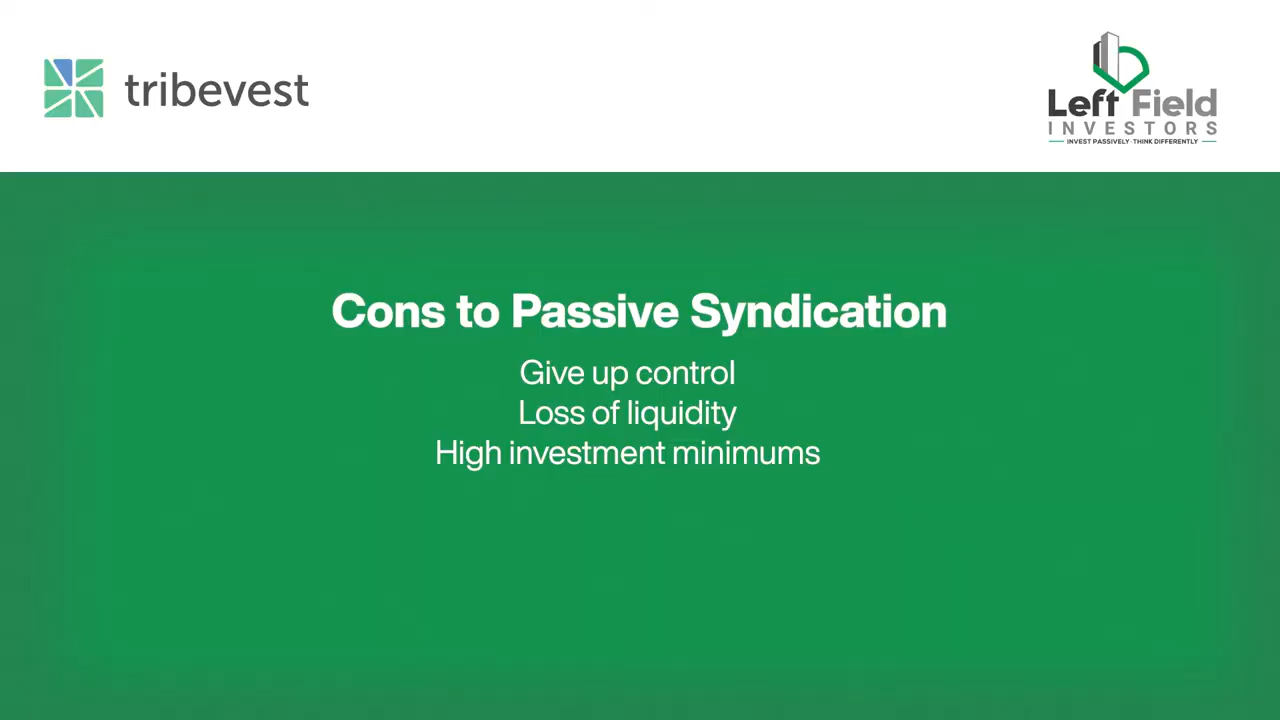 tribevest
Left Field
INVESTORS
INVEST PASSIVELY · THINK DIFFERENTLY
Cons to Passive Syndication
Give up control
Loss of liquidity
High investment minimums